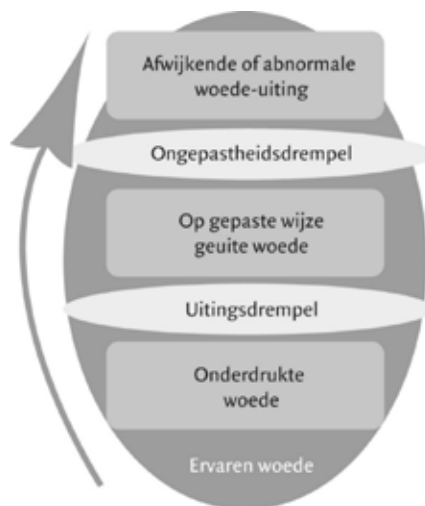 Afwijkende of abnormale
woede-uiting
Ongepastheidsdrempel
Op gepaste wijze
geuite woede
Uitingsdrempel
Onderdrukte
woede
Ervaren woede